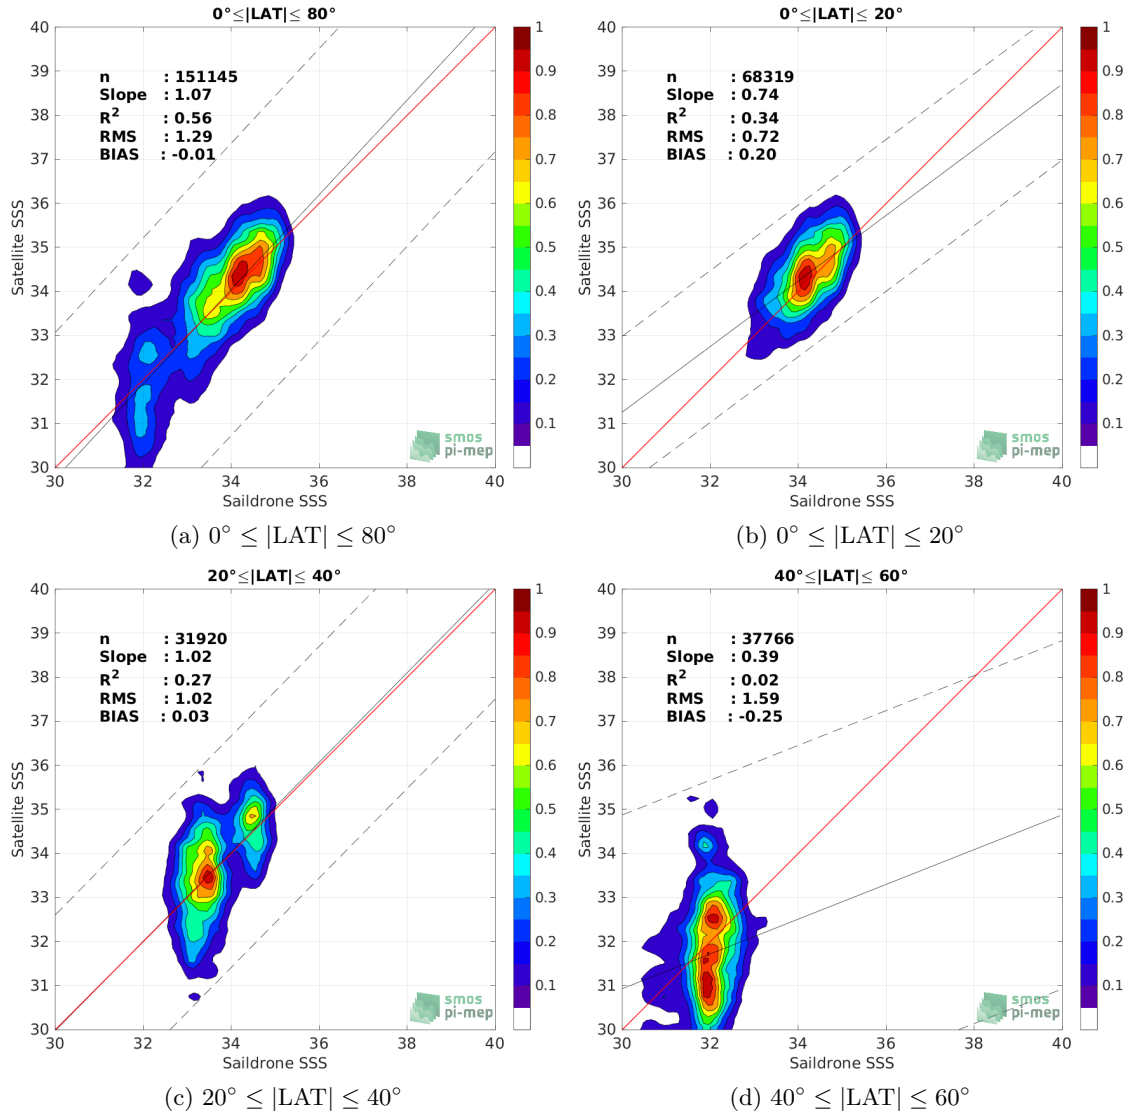 0°≤|LAT|≤ 80°
n : 151145
Slope : 1.07
R² : 0.56
RMS : 1.29
BIAS : -0.01
40
39
38
37
36
35
34
33
32
31
30
Satellite SSS
30 32 34 36 38 40
Saildrone SSS
1
0.9
0.8
0.7
0.6
0.5
0.4
0.3
0.2
0.1
smos
pi-mep
(a) 0° ≤ |LAT| ≤ 80°
0°≤|LAT|≤ 20°
n : 68319
Slope : 0.74
R² : 0.34
RMS : 0.72
BIAS : 0.20
40
39
38
37
36
35
34
33
32
31
30
Satellite SSS
30 32 34 36 38 40
Saildrone SSS
1
0.9
0.8
0.7
0.6
0.5
0.4
0.3
0.2
0.1
smos
pi-mep
(b) 0° ≤ |LAT| ≤ 20°
20°≤|LAT|≤ 40°
n : 31920
Slope : 1.02
R² : 0.27
RMS : 1.02
BIAS : 0.03
40
39
38
37
36
35
34
33
32
31
30
Satellite SSS
30 32 34 36 38 40
Saildrone SSS
1
0.9
0.8
0.7
0.6
0.5
0.4
0.3
0.2
0.1
smos
pi-mep
(c) 20° ≤ |LAT| ≤ 40°
40°≤|LAT|≤ 60°
n : 37766
Slope : 0.39
R² : 0.02
RMS : 1.59
BIAS : -0.25
40
39
38
37
36
35
34
33
32
31
30
Satellite SSS
30 32 34 36 38 40
Saildrone SSS
1
0.9
0.8
0.7
0.6
0.5
0.4
0.3
0.2
0.1
smos
pi-mep
(d) 40° ≤ |LAT| ≤ 60°